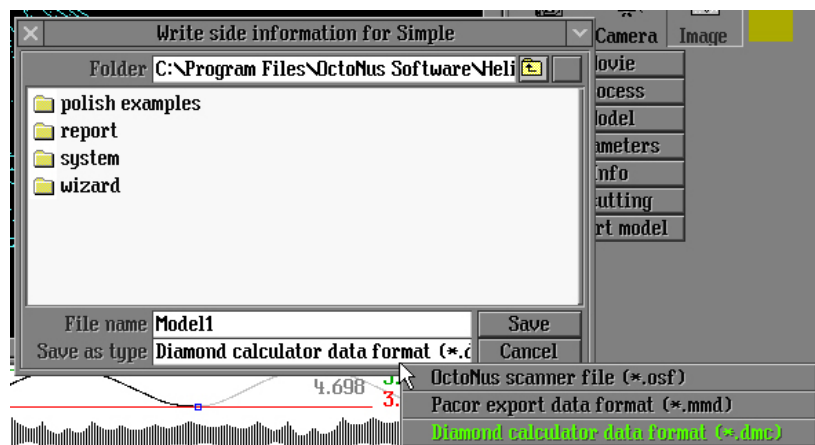 Write side information for Simple
Camera
Image
Folder C:\Program Files\OctoNus Software\Heli
polish examples
report
system
wizard
ovie
ocess
odel
ameters
nfo
utting
rt model
File name Model1
Save
Save as type Diamond calculator data format (*.d
Cancel
4.698
3.
OctoNus scanner file (*.osf)
Pacor export data format (*.mmd)
Diamond calculator data format (*.dmc)